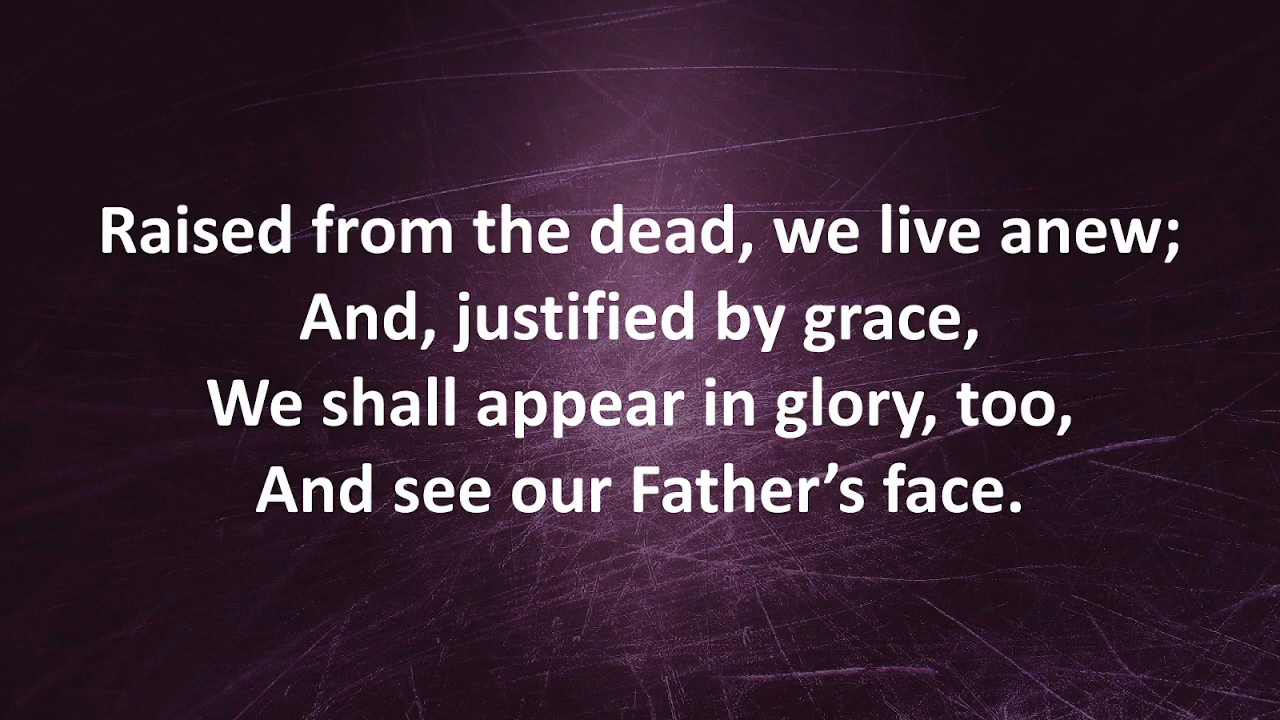 Raised from the dead, we live anew;
And, justified by grace,
We shall appear in glory, too,
And see our Father’s face.